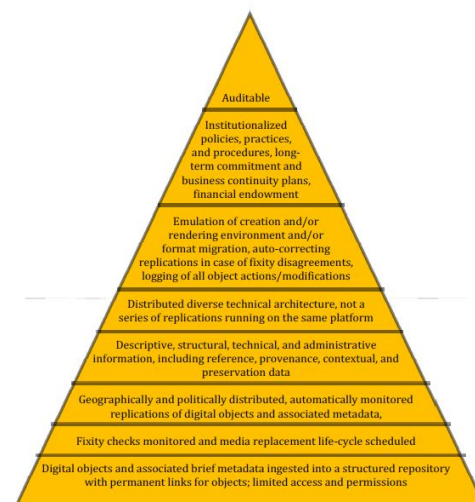 Auditable
Institutionalized
policies, practices,
and procedures, long-
term commitment and
business continuity plans,
financial endowment
Emulation of creation and/or
rendering environment and/or
format migration, auto-correcting
replications in case of fixity disagreements,
logging of all object actions/modifications
Distributed diverse technical architecture, not a
series of replications running on the same platform
Descriptive, structural, technical, and administrative
information, including reference, provenance, contextual, and
preservation data
Geographically and politically distributed, automatically monitored
replications of digital objects and associated metadata,
Fixity checks monitored and media replacement life-cycle scheduled
Digital objects and associated brief metadata ingested into a structured repository
with permanent links for objects; limited access and permissions